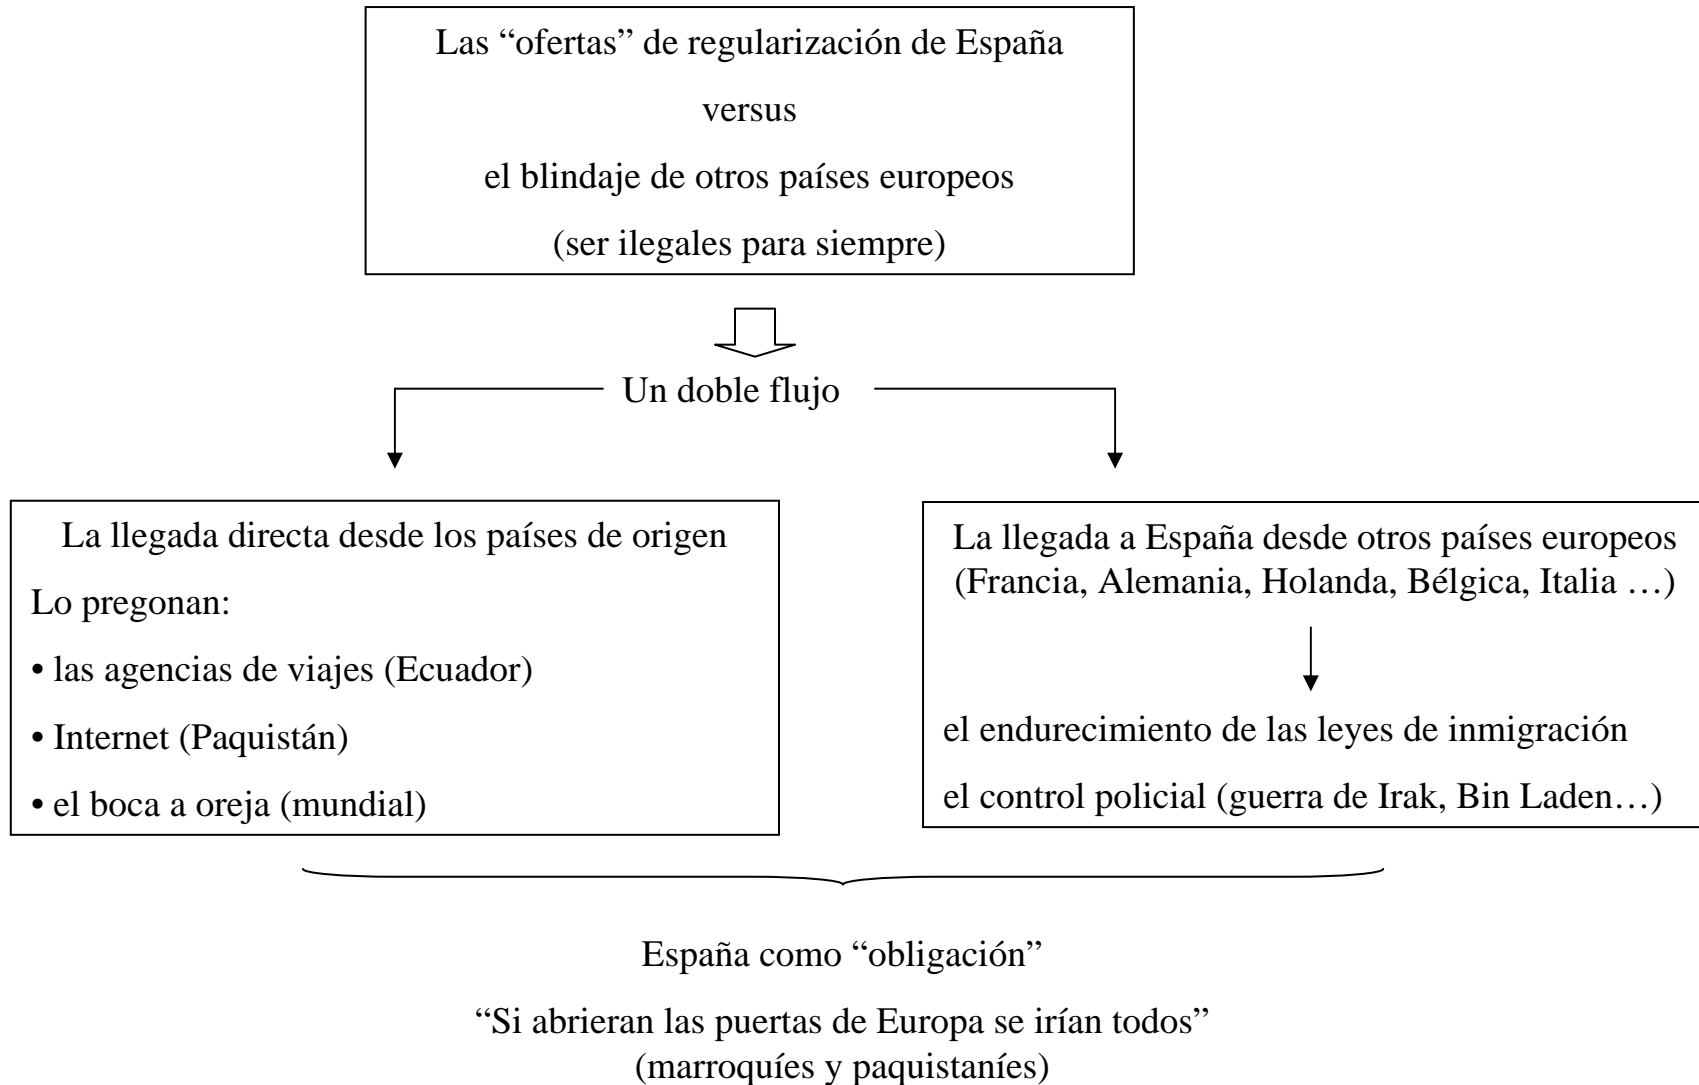 Las “ofertas” de regularización de España
versus
el blindaje de otros países europeos
(ser ilegales para siempre)
Un doble flujo
La llegada directa desde los países de origen
Lo pregonan:
• las agencias de viajes (Ecuador)
• Internet (Paquistán)
• el boca a oreja (mundial)
La llegada a España desde otros países europeos
(Francia, Alemania, Holanda, Bélgica, Italia …)
el endurecimiento de las leyes de inmigración
el control policial (guerra de Irak, Bin Laden…)
España como “obligación”
“Si abrieran las puertas de Europa se irían todos”
(marroquíes y paquistaníes)